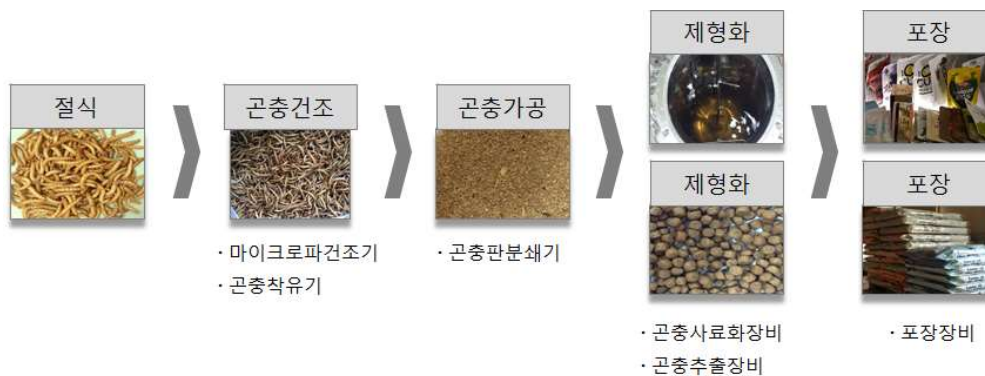 제형화
포장
절식
곤충건조
곤충가공
제형화
포장
· 마이크로파건조기
· 곤충착유기
· 곤충판분쇄기
· 곤충사료화장비
· 곤충추출장비
· 포장장비